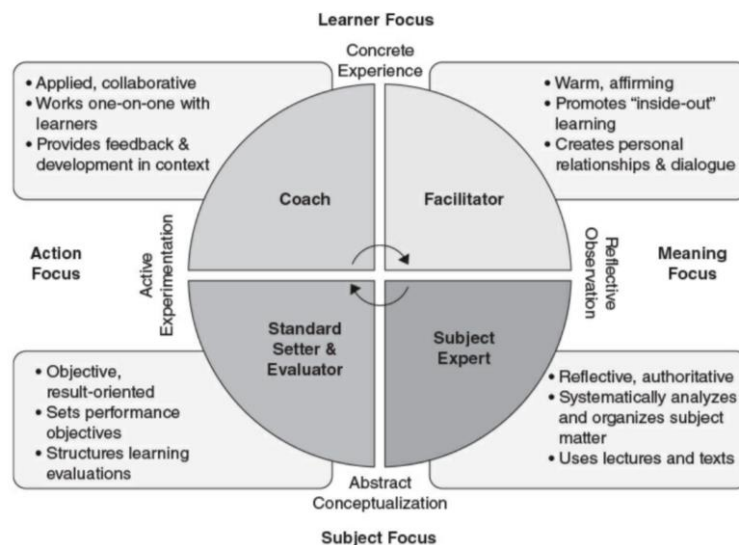 Learner Focus
Concrete
Experience
• Applied, collaborative
• Works one-on-one with
learners
• Provides feedback &
development in context
• Warm, affirming
• Promotes “inside-out”
learning
• Creates personal
relationships & dialogue
Coach
Facilitator
Action
Focus
Active
Experimentation
Reflective
Observation
Meaning
Focus
Standard
Setter &
Evaluator
Subject
Expert
• Objective,
result-oriented
• Sets performance
objectives
• Structures learning
evaluations
• Reflective, authoritative
• Systematically analyzes
and organizes subject
matter
• Uses lectures and texts
Abstract
Conceptualization
Subject Focus